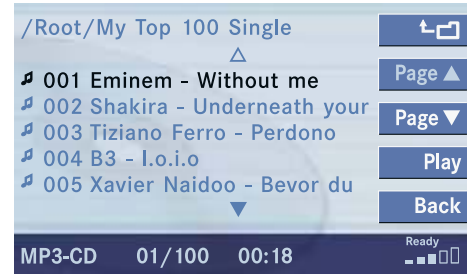 /Root/My Top 100 Single
001 Eminem - Without me
002 Shakira - Underneath your
003 Tiziano Ferro - Perdono
004 B3 - I.o.i.o
005 Xavier Naidoo - Bevor du
Page ▲
Page ▼
Play
Back
MP3-CD 01/100 00:18
Ready